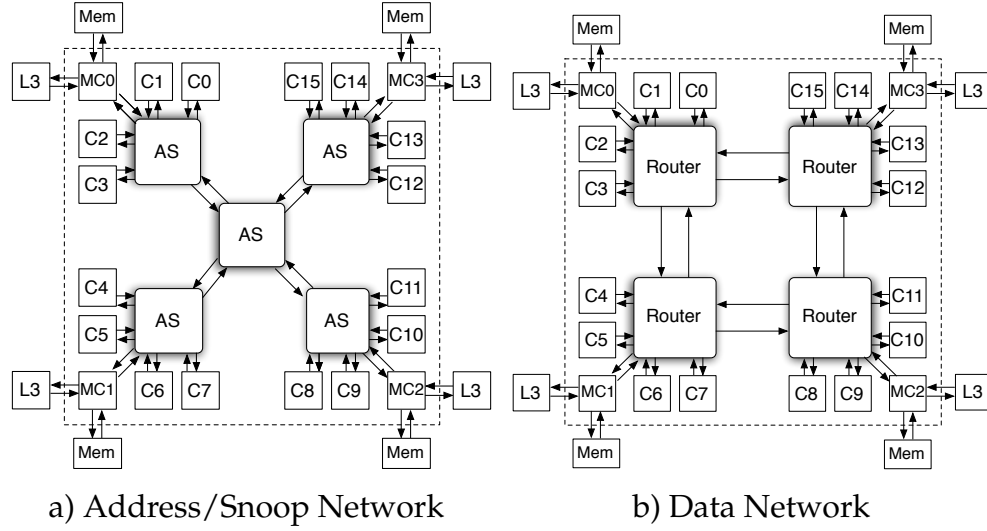 Mem Mem
L3 MC0 C1 C0 C15 C14 MC3 L3
C2 AS AS C13
C3 C12
AS
C4 C11
C5 AS AS C10
L3 MC1 C6 C7 C8 C9 MC2 L3
Mem Mem
a) Address/Snoop Network
Mem Mem
L3 MC0 C1 C0 C15 C14 MC3 L3
C2 Router Router C13
C3 C12
C4 C11
Router Router
C5 C10
L3 MC1 C6 C7 C8 C9 MC2 L3
Mem Mem
b) Data Network